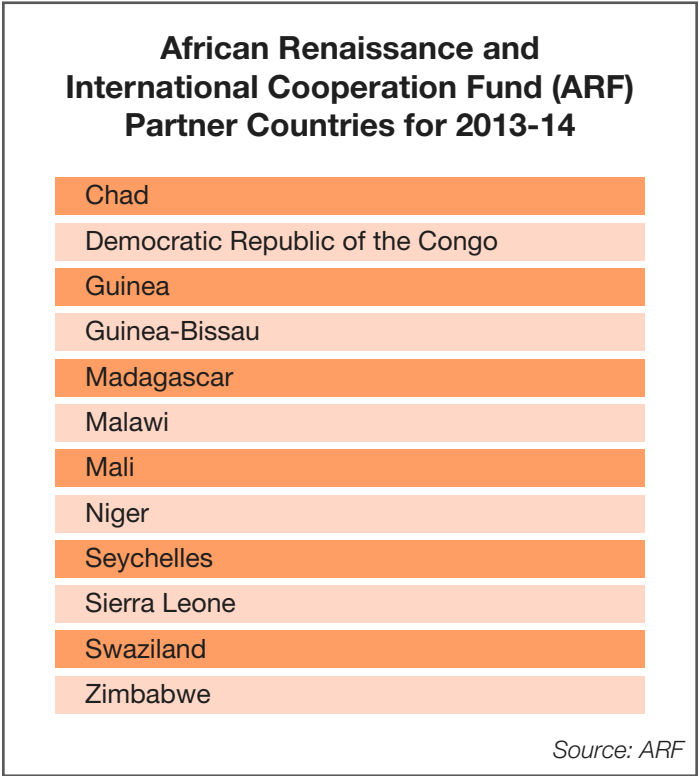 African Renaissance and
International Cooperation Fund (ARF)
Partner Countries for 2013-14
Chad
Democratic Republic of the Congo
Guinea
Guinea-Bissau
Madagascar
Malawi
Mali
Niger
Seychelles
Sierra Leone
Swaziland
Zimbabwe
Source: ARF